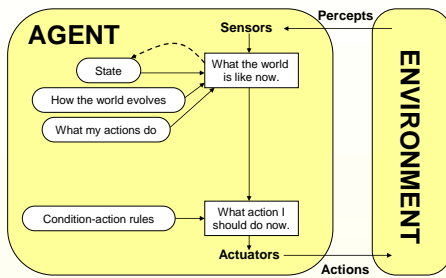 AGENT
Sensors
Percepts
State
What the world
is like now.
How the world evolves
What my actions do
ENVIRONMENT
Condition-action rules
What action I
should do now.
Actuators
Actions